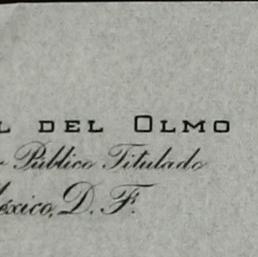 L DEL OLMO
r Público Titulado
éxico, D. F.